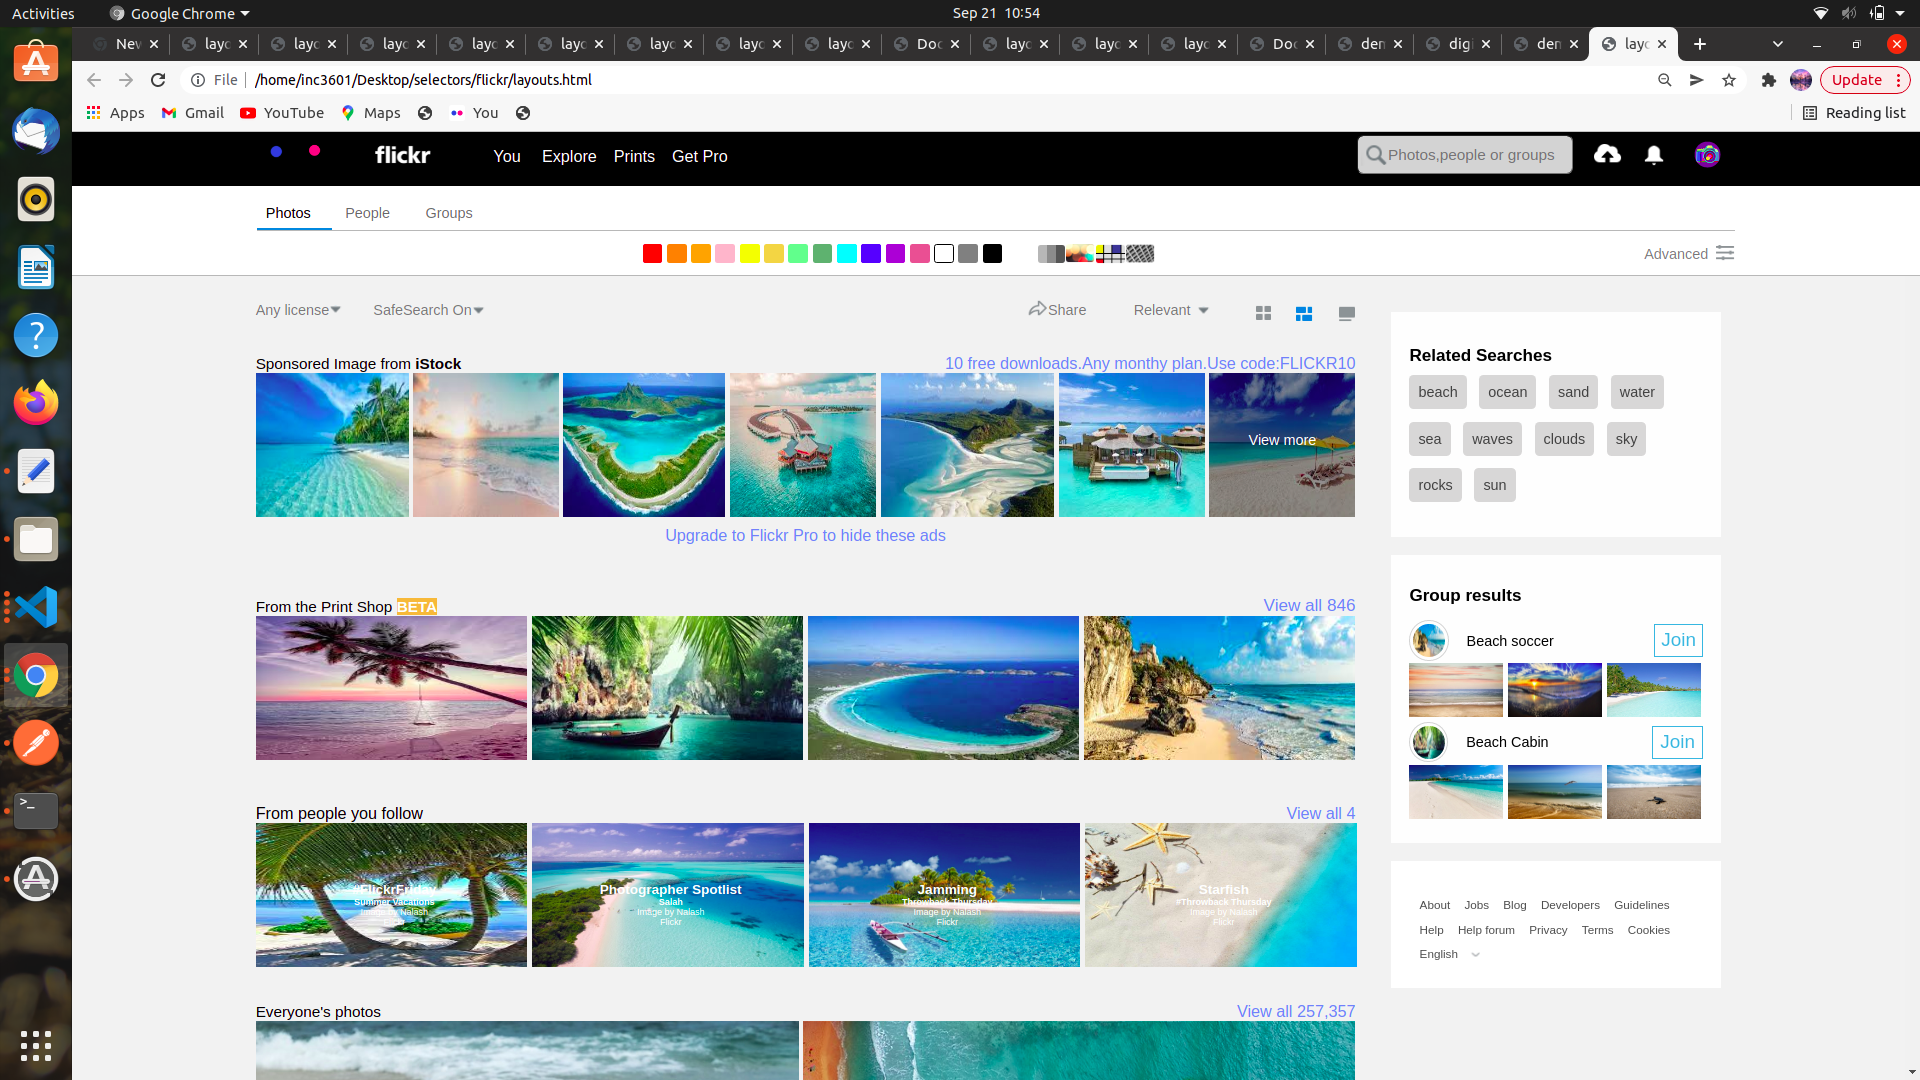 Activities
Google Chrome
Sep 21 10:54
New
layo
layo
layo
layo
layo
layo
layo
layo
Doc
layo
layo
layo
Doc
den
digi
den
layo
File
/home/inc3601/Desktop/selectors/flickr/layouts.html
Update
Apps
Gmail
YouTube
Maps
You
Reading list
flickr
You
Explore
Prints
Get Pro
Photos,people or groups
Photos
People
Groups
Advanced
Any license
SafeSearch On
Share
Relevant
Sponsored Image from iStock
10 free downloads.Any monthy plan.Use code:FLICKR10
View more
Upgrade to Flickr Pro to hide these ads
From the Print Shop BETA
View all 846
From people you follow
View all 4
#FlickrFriday
Summer Vacations
Image by Nalash
Flickr
Photographer Spotlist
Salah
Image by Nalash
Flickr
Jamming
Throwback Thursday
Image by Nalash
Flickr
Starfish
#Throwback Thursday
Image by Nalash
Flickr
Everyone's photos
View all 257,357
Related Searches
beach
ocean
sand
water
sea
waves
clouds
sky
rocks
sun
Group results
Beach soccer
Join
Beach Cabin
Join
About
Jobs
Blog
Developers
Guidelines
Help
Help forum
Privacy
Terms
Cookies
English